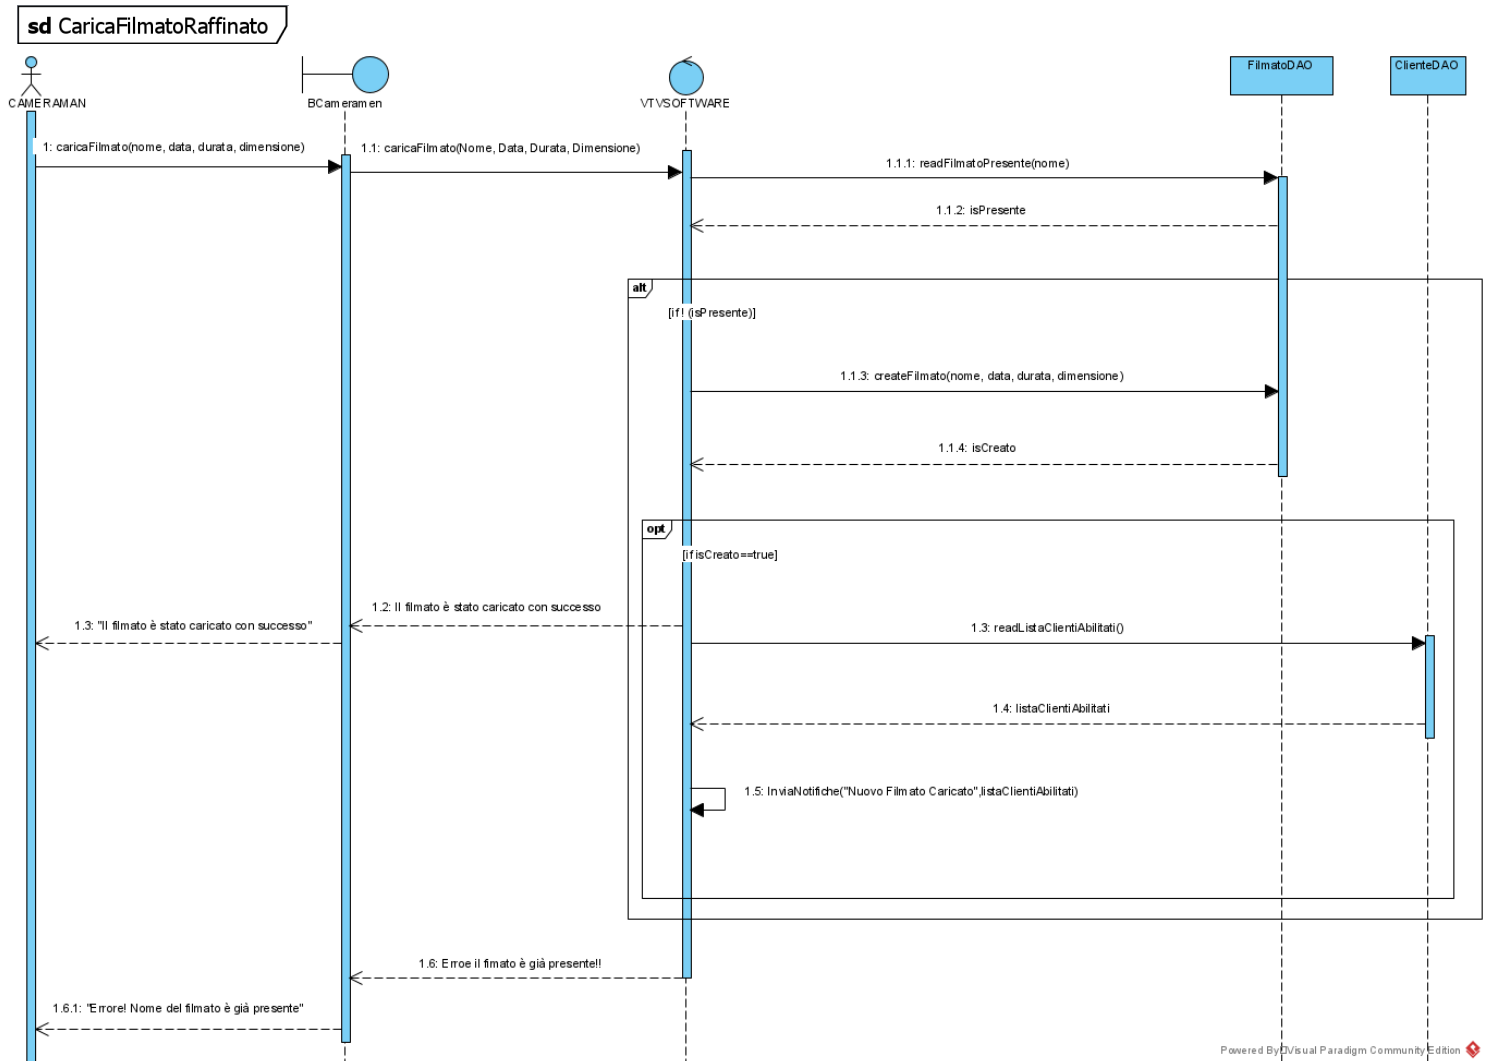 sd CaricaFilmatoRaffinato
CAMERAMAN
BCameramen
VTVSOFTWARE
FilmatoDAO
ClienteDAO
1: caricaFilmato(nome, data, durata, dimensione)
1.1: caricaFilmato(Nome, Data, Durata, Dimensione)
1.1.1: readFilmatoPresente(nome)
1.1.2: isPresente
alt
[if! (isPresente)]
1.1.3: createFilmato(nome, data, durata, dimensione)
1.1.4: isCreato
opt
[if isCreato==true]
1.2: Il filmato è stato caricato con successo
1.3: "Il filmato è stato caricato con successo"
1.3: readListaClientiAbilitati()
1.4: listaClientiAbilitati
1.5: InviaNotifiche("Nuovo Filmato Caricato",listaClientiAbilitati)
1.6: Erroe il fimato è già presente!!
1.6.1: "Errore! Nome del filmato è già presente"
Powered By Visual Paradigm Community Edition